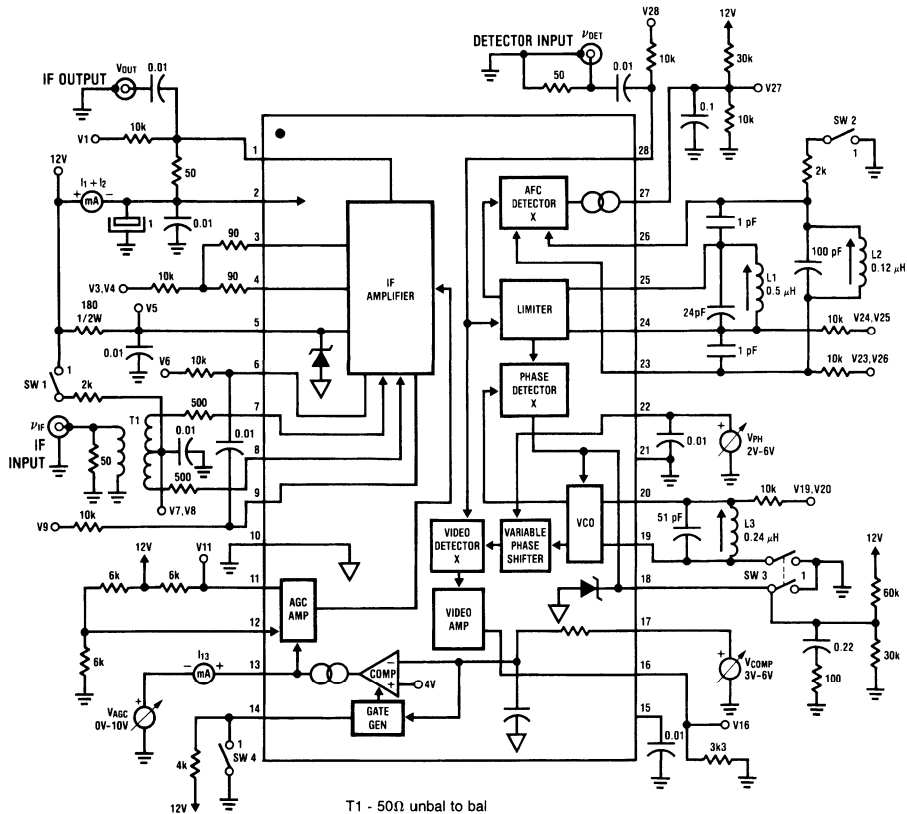 V28
12V
DETECTOR INPUT
νDET
10k
30k
50
0.01
V27
0.1
10k
IF OUTPUT
VOUT
0.01
V1
10k
50
12V
I1 + I2
+ mA −
1
0.01
90
V3,V4
10k
90
180
1/2W
V5
0.01
V6
10k
SW 1
1
2k
νIF
IF
INPUT
50
T1
500
0.01
500
0.01
V7,V8
V9
10k
12V
V11
6k
6k
6k
I13
− mA +
VAGC
0V-10V
+
4k
1
SW 4
12V
1
2
3
4
5
6
7
8
9
10
11
12
13
14
IF
AMPLIFIER
AGC
AMP
COMP
−
+
4V
GATE
GEN
AFC
DETECTOR
X
LIMITER
PHASE
DETECTOR
X
VCO
VIDEO
DETECTOR
X
VARIABLE
PHASE
SHIFTER
VIDEO
AMP
28
27
26
25
24
23
22
21
20
19
18
17
16
15
SW 2
1
2k
1 pF
100 pF
L2
0.12 μH
L1
0.5 μH
24pF
1 pF
10k
V24,V25
10k
V23,V26
0.01
+
VPH
2V-6V
10k
V19,V20
51 pF
L3
0.24 μH
SW 3
1
12V
60k
30k
0.22
100
+
VCOMP
3V-6V
V16
0.01
3k3
T1 - 50Ω unbal to bal